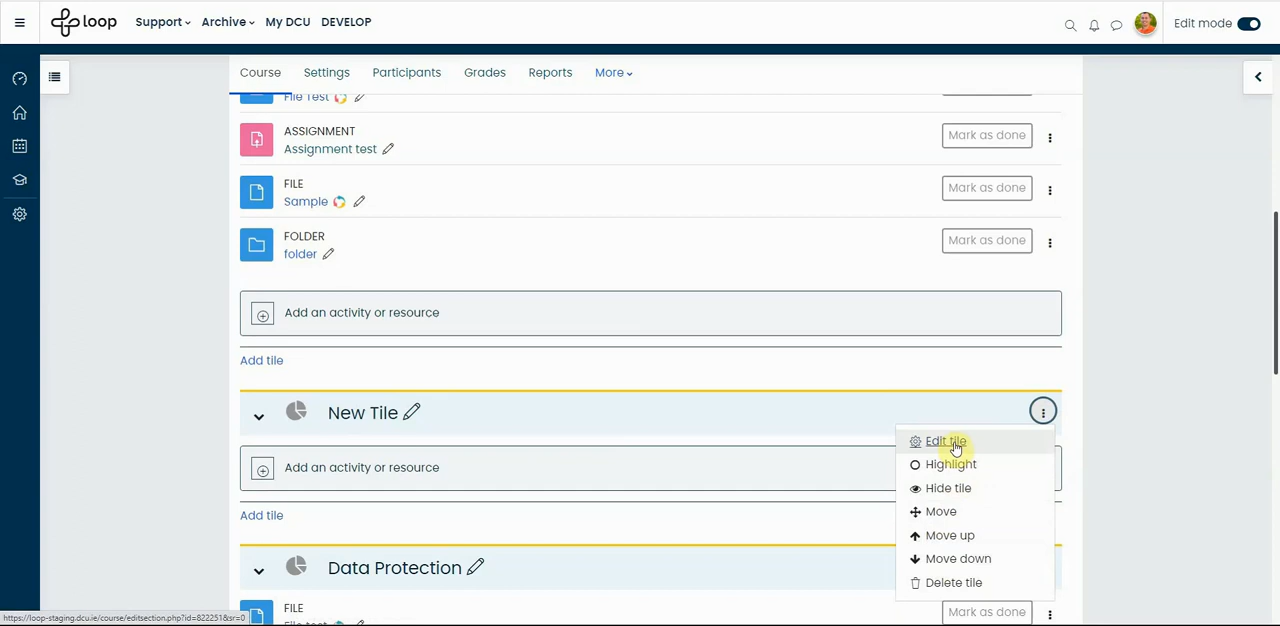 loop
Support
Archive
My DCU
DEVELOP
Edit mode
Course
Settings
Participants
Grades
Reports
More
File Test
ASSIGNMENT
Mark as done
Assignment test
FILE
Mark as done
Sample
FOLDER
Mark as done
folder
Add an activity or resource
Add tile
New Tile
Edit tile
Add an activity or resource
Highlight
Hide tile
Add tile
Move
Move up
Move down
Data Protection
Delete tile
FILE
Mark as done
File test
https://loop-staging.dcu.ie/course/editsection.php?id=822251&sr=0